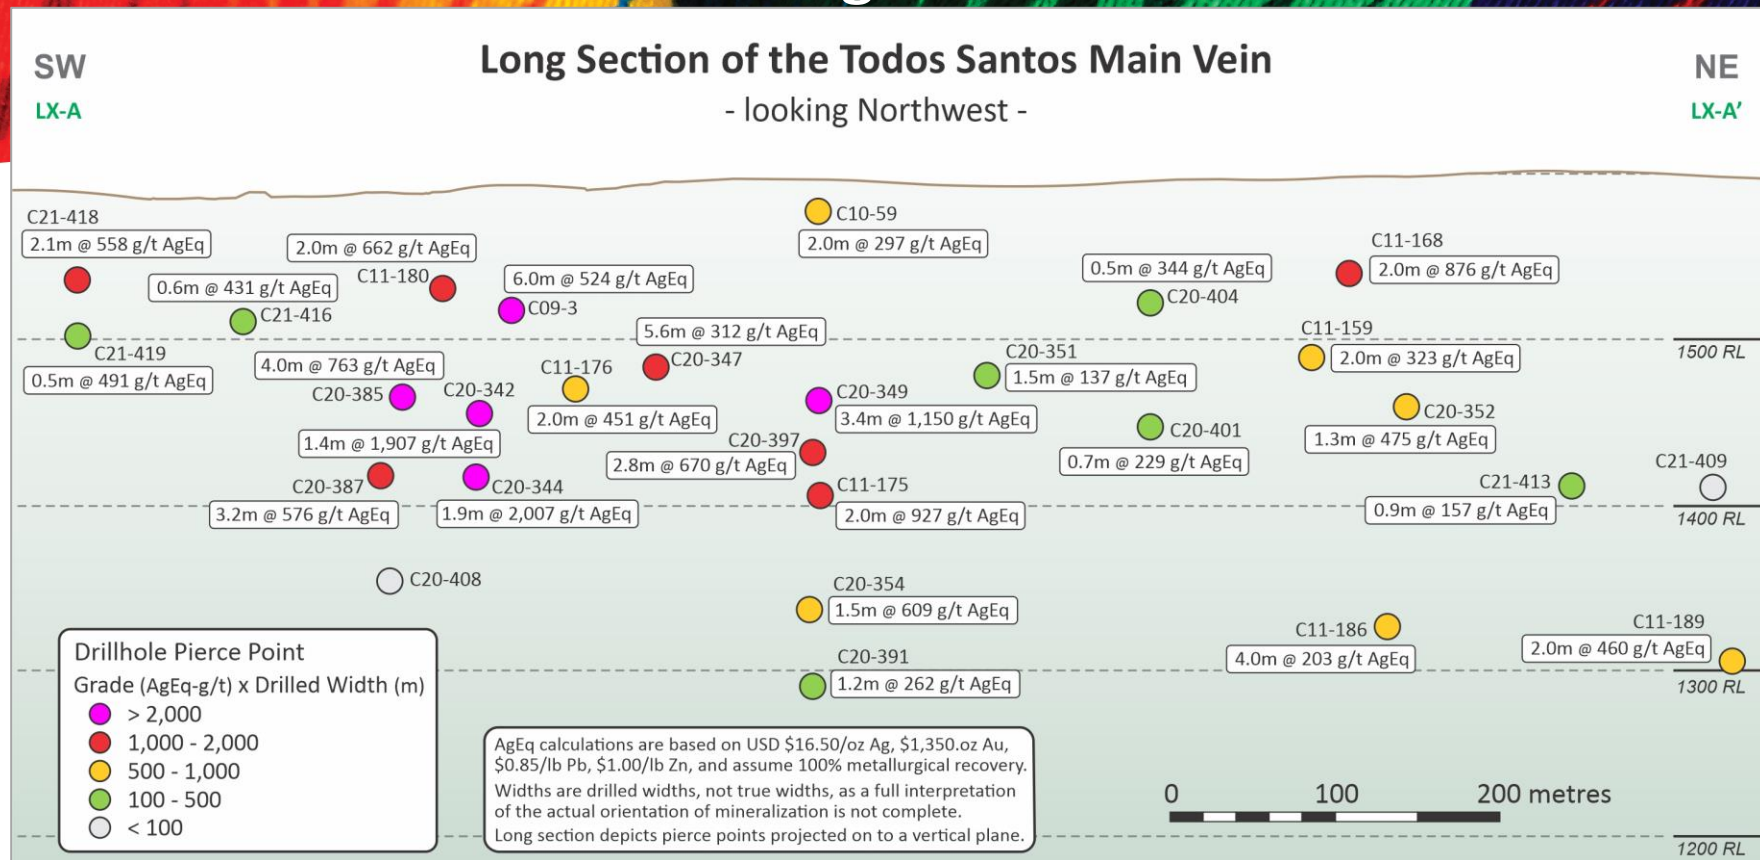 Long Section of the Todos Santos Main Vein
- looking Northwest -
SW
LX-A
NE
LX-A'
C21-418
2.1m @ 558 g/t AgEq
0.6m @ 431 g/t AgEq
C21-416
C21-419
0.5m @ 491 g/t AgEq
2.0m @ 662 g/t AgEq
C11-180
6.0m @ 524 g/t AgEq
C09-3
4.0m @ 763 g/t AgEq
C20-385
C20-342
1.4m @ 1,907 g/t AgEq
C20-387
3.2m @ 576 g/t AgEq
C20-344
1.9m @ 2,007 g/t AgEq
C11-176
2.0m @ 451 g/t AgEq
5.6m @ 312 g/t AgEq
C20-347
C10-59
2.0m @ 297 g/t AgEq
C20-349
3.4m @ 1,150 g/t AgEq
C20-397
2.8m @ 670 g/t AgEq
C11-175
2.0m @ 927 g/t AgEq
C20-351
1.5m @ 137 g/t AgEq
0.5m @ 344 g/t AgEq
C20-404
C20-401
0.7m @ 229 g/t AgEq
C11-168
2.0m @ 876 g/t AgEq
C11-159
2.0m @ 323 g/t AgEq
C20-352
1.3m @ 475 g/t AgEq
C21-413
0.9m @ 157 g/t AgEq
C21-409
1500 RL
1400 RL
C20-408
C20-354
1.5m @ 609 g/t AgEq
C20-391
1.2m @ 262 g/t AgEq
C11-186
4.0m @ 203 g/t AgEq
C11-189
2.0m @ 460 g/t AgEq
1300 RL
Drillhole Pierce Point
Grade (AgEq-g/t) x Drilled Width (m)
> 2,000
1,000 - 2,000
500 - 1,000
100 - 500
< 100
AgEq calculations are based on USD $16.50/oz Ag, $1,350.oz Au,
$0.85/lb Pb, $1.00/lb Zn, and assume 100% metallurgical recovery.
Widths are drilled widths, not true widths, as a full interpretation
of the actual orientation of mineralization is not complete.
Long section depicts pierce points projected on to a vertical plane.
0 100 200 metres
1200 RL